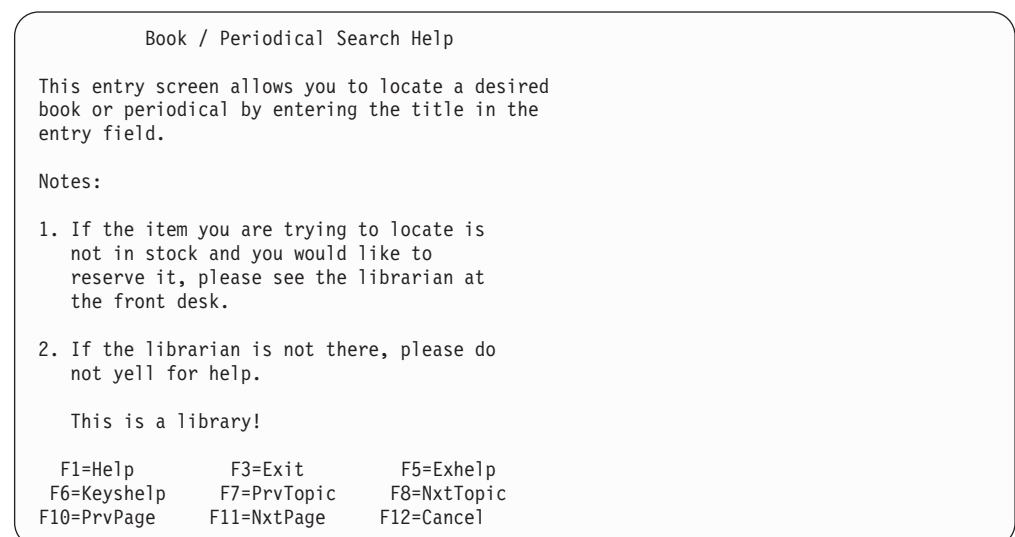 Book / Periodical Search Help
This entry screen allows you to locate a desired
book or periodical by entering the title in the
entry field.
Notes:
1. If the item you are trying to locate is
not in stock and you would like to
reserve it, please see the librarian at
the front desk.
2. If the librarian is not there, please do
not yell for help.
This is a library!
F1=Help F3=Exit F5=Exhelp
F6=Keyshelp F7=PrvTopic F8=NxtTopic
F10=PrvPage F11=NxtPage F12=Cancel